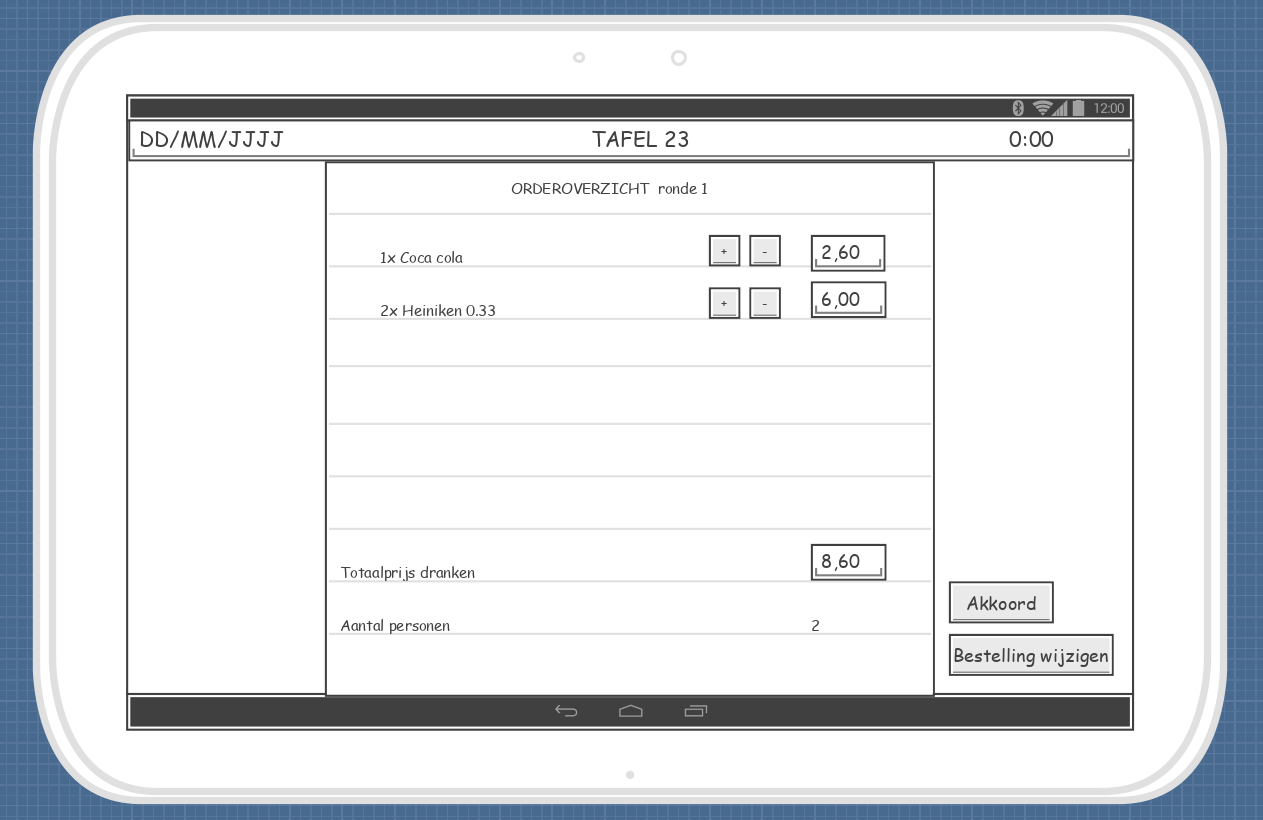 12:00
DD/MM/JJJJ TAFEL 23 0:00
ORDEROVERZICHT ronde 1
1x Coca cola + - 2,60
2x Heiniken 0.33 + - 6,00
Totaalprijs dranken 8,60
Akkoord
Aantal personen 2
Bestelling wijzigen